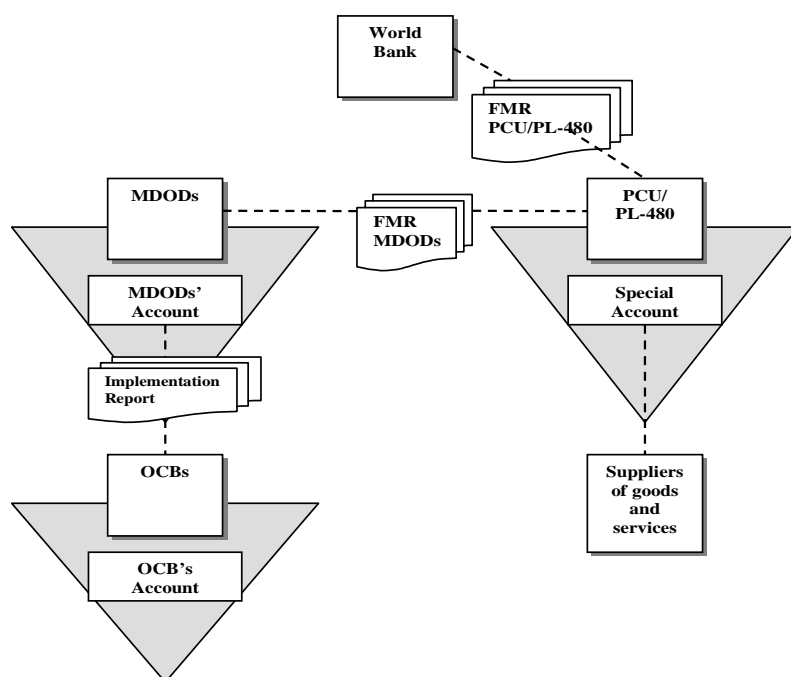 World
Bank
FMR
PCU/PL-480
MDODs
FMR
MDODs
PCU/
PL-480
MDODs'
Account
Special
Account
Implementation
Report
OCBs
Suppliers
of goods
and
services
OCB's
Account